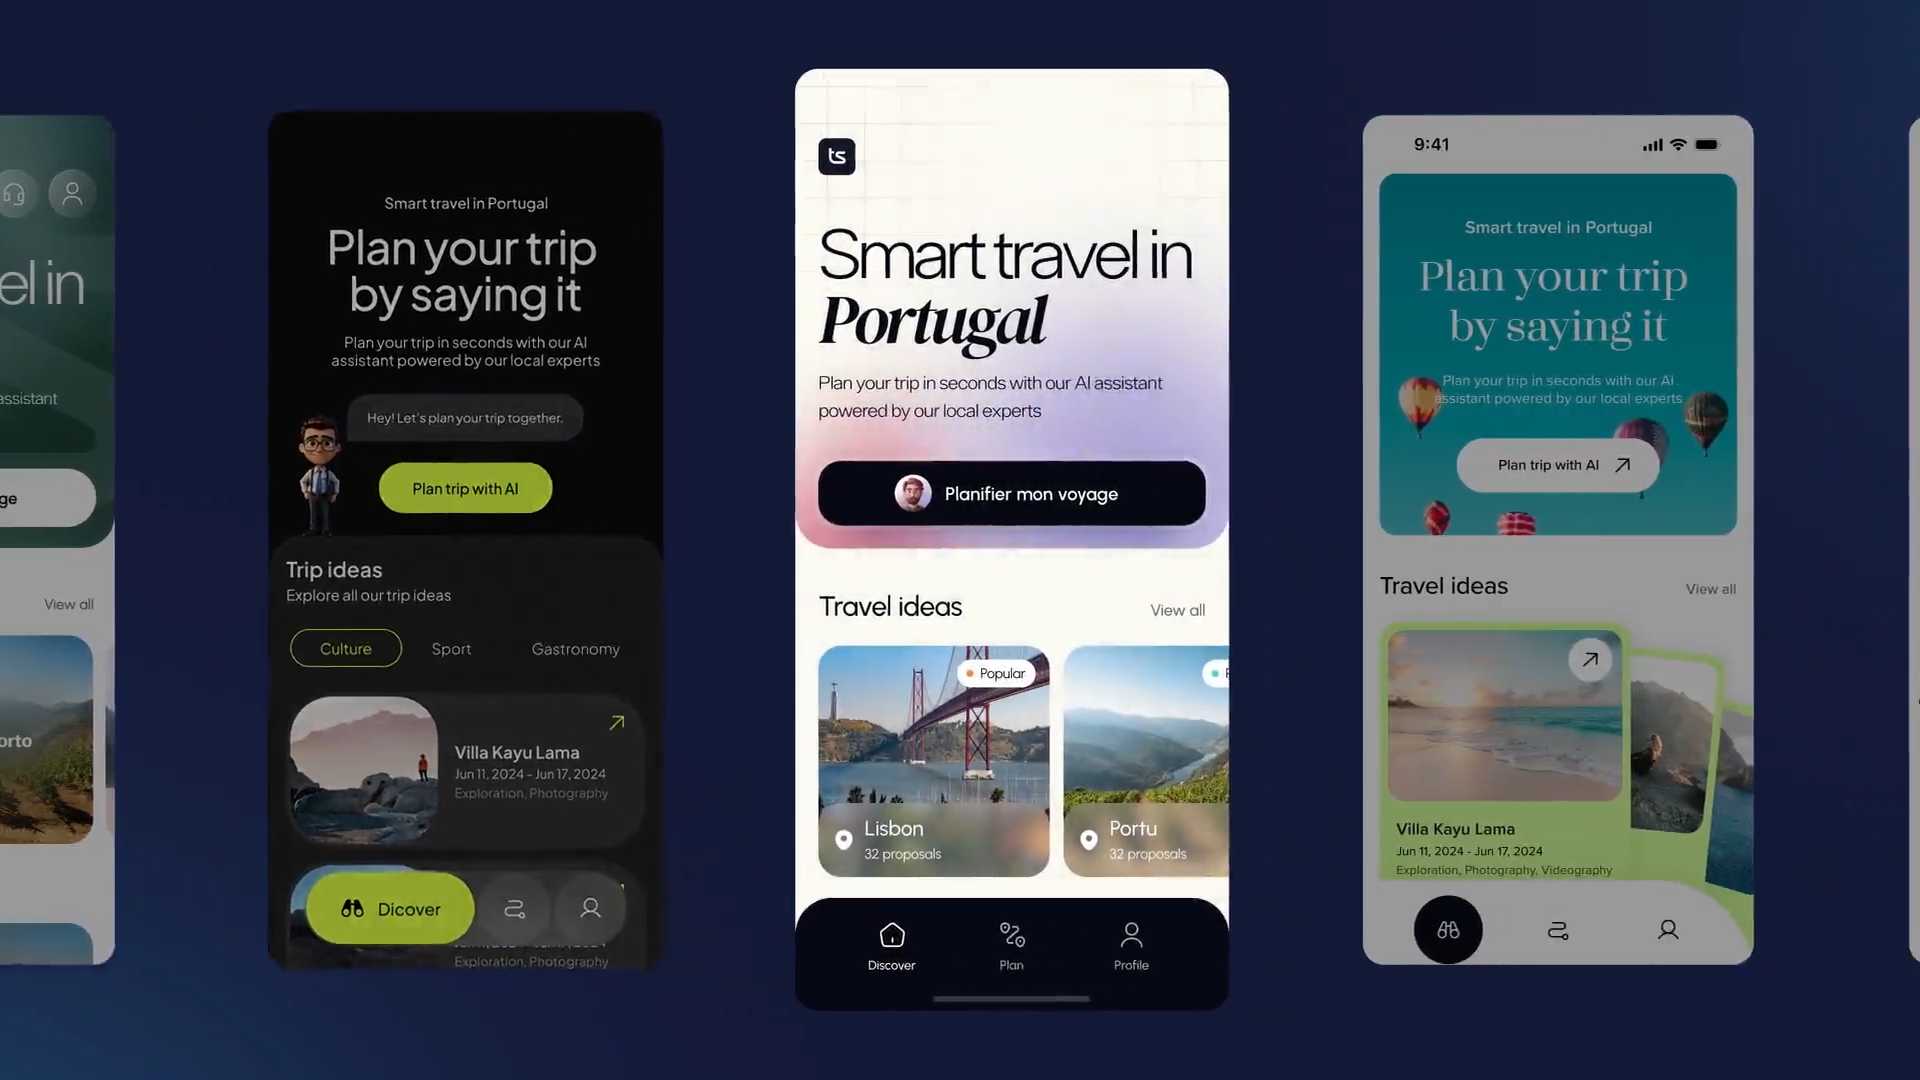 el in
assistant
ge
View all
orto
Smart travel in Portugal
Plan your trip
by saying it
Plan your trip in seconds with our AI
assistant powered by our local experts
Hey! Let's plan your trip together.
Plan trip with AI
Trip ideas
Explore all our trip ideas
Culture
Sport
Gastronomy
Villa Kayu Lama
Jun 11, 2024 - Jun 17, 2024
Exploration, Photography
Dicover
Exploration, Photography
ts
Smart travel in
Portugal
Plan your trip in seconds with our AI assistant
powered by our local experts
Planifier mon voyage
Travel ideas
View all
Popular
Lisbon
32 proposals
Portu
32 proposals
Discover
Plan
Profile
9:41
Smart travel in Portugal
Plan your trip
by saying it
Plan your trip in seconds with our AI
assistant powered by our local experts
Plan trip with AI
Travel ideas
View all
Villa Kayu Lama
Jun 11, 2024 - Jun 17, 2024
Exploration, Photography, Videography